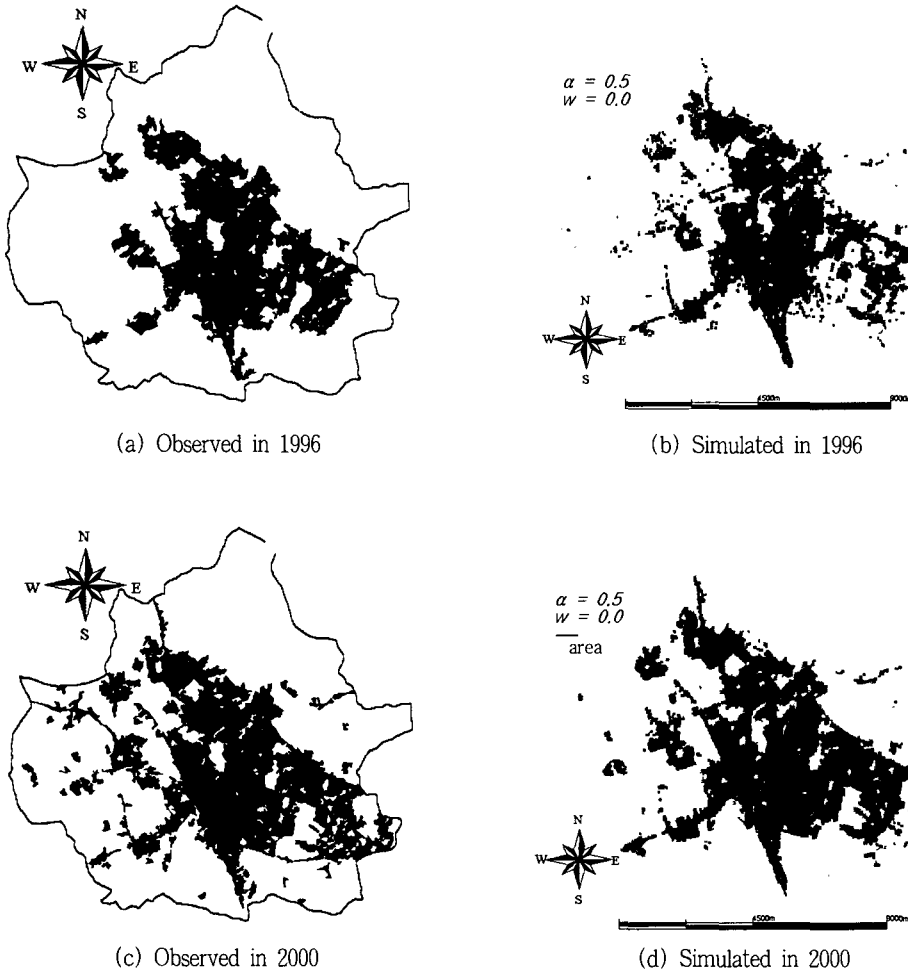 N
W E
S
α = 0.5
w = 0.0
N
W E
S
4500m 9000m
(a) Observed in 1996
(b) Simulated in 1996
N
W E
S
α = 0.5
w = 0.0
area
N
W E
S
4500m 9000m
(c) Observed in 2000
(d) Simulated in 2000